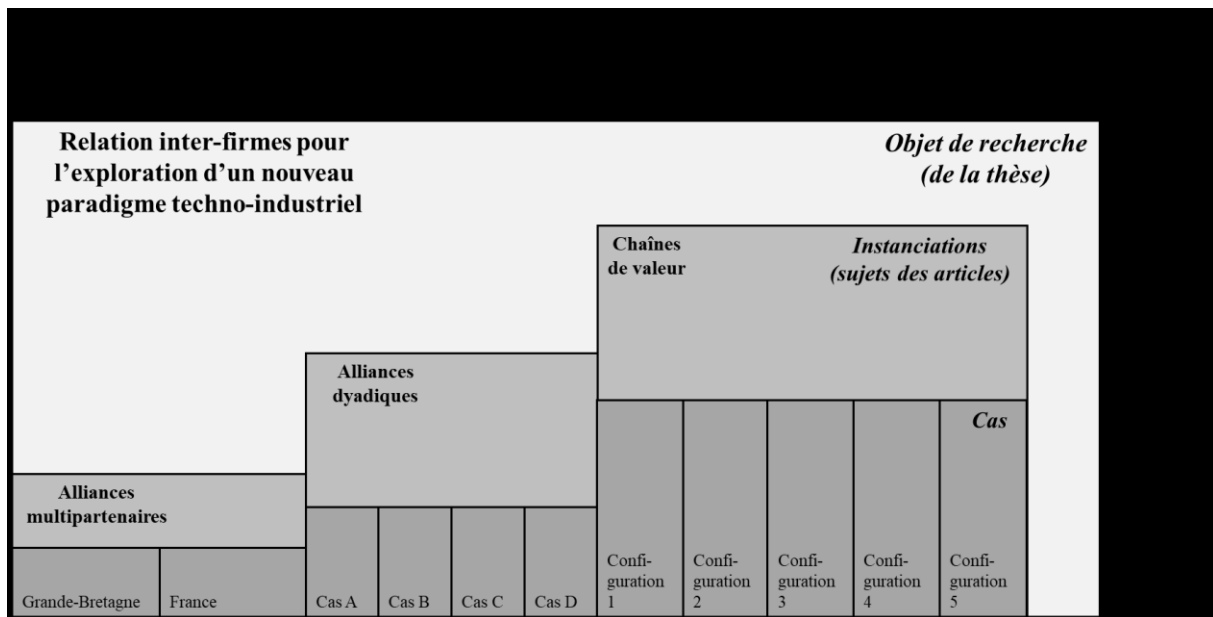 Relation inter-firmes pour
l'exploration d'un nouveau
paradigme techno-industriel
Objet de recherche
(de la thèse)
Chaînes
de valeur
Instanciations
(sujets des articles)
Alliances
dyadiques
Cas
Alliances
multipartenaires
Grande-Bretagne
France
Cas A
Cas B
Cas C
Cas D
Confi-
guration
1
Confi-
guration
2
Confi-
guration
3
Confi-
guration
4
Confi-
guration
5